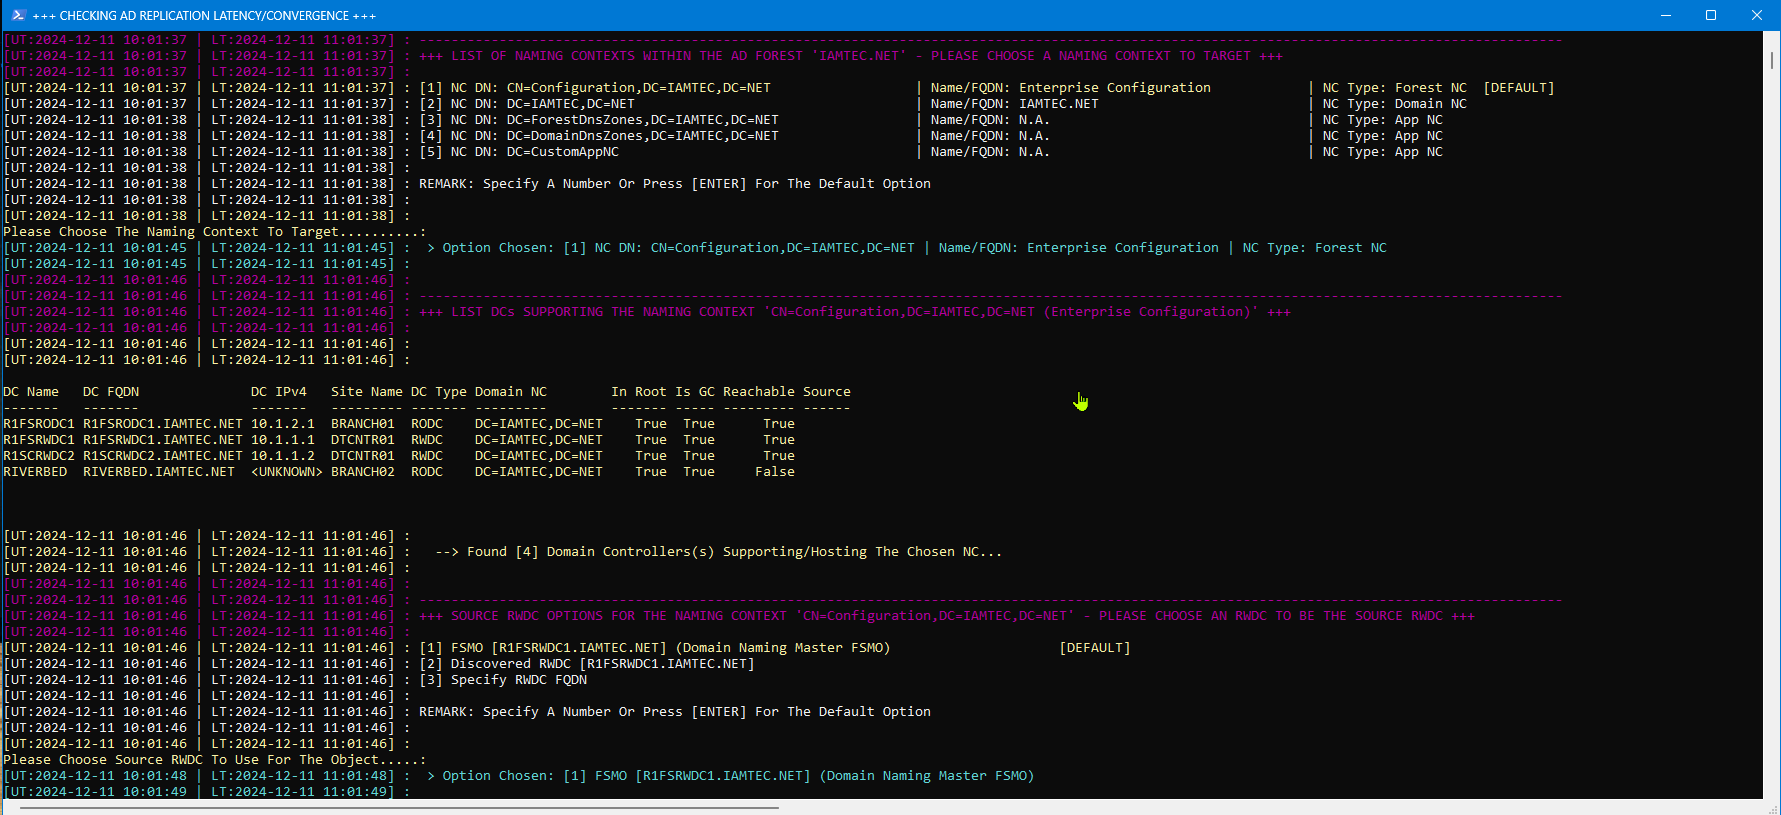 +++ CHECKING AD REPLICATION LATENCY/CONVERGENCE +++
[UT:2024-12-11 10:01:37 | LT:2024-12-11 11:01:37] : -----------------------------------------------------------------------------------------------------------------------------------------------
[UT:2024-12-11 10:01:37 | LT:2024-12-11 11:01:37] : +++ LIST OF NAMING CONTEXTS WITHIN THE AD FOREST 'IAMTEC.NET' - PLEASE CHOOSE A NAMING CONTEXT TO TARGET +++
[UT:2024-12-11 10:01:37 | LT:2024-12-11 11:01:37] :
[UT:2024-12-11 10:01:37 | LT:2024-12-11 11:01:37] : [1] NC DN: CN=Configuration,DC=IAMTEC,DC=NET | Name/FQDN: Enterprise Configuration | NC Type: Forest NC [DEFAULT]
[UT:2024-12-11 10:01:37 | LT:2024-12-11 11:01:37] : [2] NC DN: DC=IAMTEC,DC=NET | Name/FQDN: IAMTEC.NET | NC Type: Domain NC
[UT:2024-12-11 10:01:38 | LT:2024-12-11 11:01:38] : [3] NC DN: DC=ForestDnsZones,DC=IAMTEC,DC=NET | Name/FQDN: N.A. | NC Type: App NC
[UT:2024-12-11 10:01:38 | LT:2024-12-11 11:01:38] : [4] NC DN: DC=DomainDnsZones,DC=IAMTEC,DC=NET | Name/FQDN: N.A. | NC Type: App NC
[UT:2024-12-11 10:01:38 | LT:2024-12-11 11:01:38] : [5] NC DN: DC=CustomAppNC | Name/FQDN: N.A. | NC Type: App NC
[UT:2024-12-11 10:01:38 | LT:2024-12-11 11:01:38] :
[UT:2024-12-11 10:01:38 | LT:2024-12-11 11:01:38] : REMARK: Specify A Number Or Press [ENTER] For The Default Option
[UT:2024-12-11 10:01:38 | LT:2024-12-11 11:01:38] :
[UT:2024-12-11 10:01:38 | LT:2024-12-11 11:01:38] :
Please Choose The Naming Context To Target..........:
[UT:2024-12-11 10:01:45 | LT:2024-12-11 11:01:45] :  > Option Chosen: [1] NC DN: CN=Configuration,DC=IAMTEC,DC=NET | Name/FQDN: Enterprise Configuration | NC Type: Forest NC
[UT:2024-12-11 10:01:45 | LT:2024-12-11 11:01:45] :
[UT:2024-12-11 10:01:46 | LT:2024-12-11 11:01:46] :
[UT:2024-12-11 10:01:46 | LT:2024-12-11 11:01:46] : -----------------------------------------------------------------------------------------------------------------------------------------------
[UT:2024-12-11 10:01:46 | LT:2024-12-11 11:01:46] : +++ LIST DCs SUPPORTING THE NAMING CONTEXT 'CN=Configuration,DC=IAMTEC,DC=NET (Enterprise Configuration)' +++
[UT:2024-12-11 10:01:46 | LT:2024-12-11 11:01:46] :
[UT:2024-12-11 10:01:46 | LT:2024-12-11 11:01:46] :
[UT:2024-12-11 10:01:46 | LT:2024-12-11 11:01:46] :
DC Name   DC FQDN              DC IPv4   Site Name DC Type Domain NC        In Root Is GC Reachable Source
-------   -------              -------   --------- ------- ---------        ------- ----- --------- ------
R1FSRODC1 R1FSRODC1.IAMTEC.NET 10.1.2.1  BRANCH01  RODC    DC=IAMTEC,DC=NET    True  True      True
R1FSRWDC1 R1FSRWDC1.IAMTEC.NET 10.1.1.1  DTCNTR01  RWDC    DC=IAMTEC,DC=NET    True  True      True
R1SCRWDC2 R1SCRWDC2.IAMTEC.NET 10.1.1.2  DTCNTR01  RWDC    DC=IAMTEC,DC=NET    True  True      True
RIVERBED  RIVERBED.IAMTEC.NET  <UNKNOWN> BRANCH02  RODC    DC=IAMTEC,DC=NET    True  True     False
[UT:2024-12-11 10:01:46 | LT:2024-12-11 11:01:46] :
[UT:2024-12-11 10:01:46 | LT:2024-12-11 11:01:46] :   --> Found [4] Domain Controllers(s) Supporting/Hosting The Chosen NC...
[UT:2024-12-11 10:01:46 | LT:2024-12-11 11:01:46] :
[UT:2024-12-11 10:01:46 | LT:2024-12-11 11:01:46] :
[UT:2024-12-11 10:01:46 | LT:2024-12-11 11:01:46] : -----------------------------------------------------------------------------------------------------------------------------------------------
[UT:2024-12-11 10:01:46 | LT:2024-12-11 11:01:46] : +++ SOURCE RWDC OPTIONS FOR THE NAMING CONTEXT 'CN=Configuration,DC=IAMTEC,DC=NET' - PLEASE CHOOSE AN RWDC TO BE THE SOURCE RWDC +++
[UT:2024-12-11 10:01:46 | LT:2024-12-11 11:01:46] :
[UT:2024-12-11 10:01:46 | LT:2024-12-11 11:01:46] : [1] FSMO [R1FSRWDC1.IAMTEC.NET] (Domain Naming Master FSMO) [DEFAULT]
[UT:2024-12-11 10:01:46 | LT:2024-12-11 11:01:46] : [2] Discovered RWDC [R1FSRWDC1.IAMTEC.NET]
[UT:2024-12-11 10:01:46 | LT:2024-12-11 11:01:46] : [3] Specify RWDC FQDN
[UT:2024-12-11 10:01:46 | LT:2024-12-11 11:01:46] :
[UT:2024-12-11 10:01:46 | LT:2024-12-11 11:01:46] : REMARK: Specify A Number Or Press [ENTER] For The Default Option
[UT:2024-12-11 10:01:46 | LT:2024-12-11 11:01:46] :
[UT:2024-12-11 10:01:46 | LT:2024-12-11 11:01:46] :
Please Choose Source RWDC To Use For The Object.....:
[UT:2024-12-11 10:01:48 | LT:2024-12-11 11:01:48] :  > Option Chosen: [1] FSMO [R1FSRWDC1.IAMTEC.NET] (Domain Naming Master FSMO)
[UT:2024-12-11 10:01:49 | LT:2024-12-11 11:01:49] :